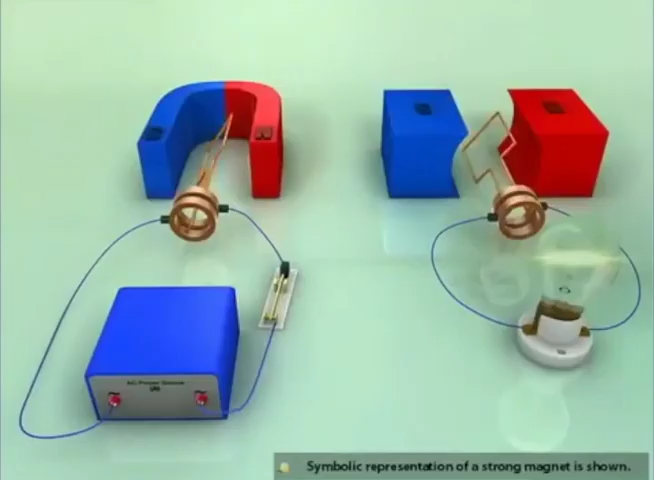 AC Power Source
Symbolic representation of a strong magnet is shown.